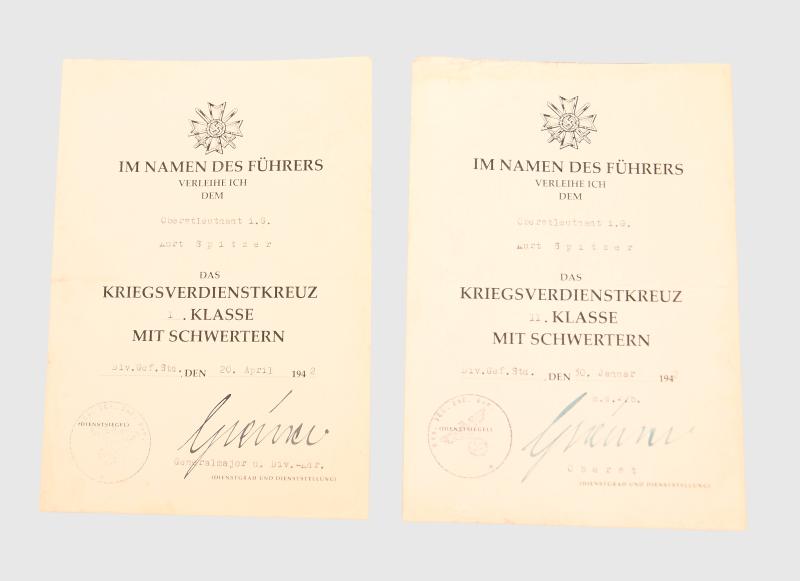 IM NAMEN DES FÜHRERS
VERLEIHE ICH
DEM
Oberstleutnant i.G.
Kurt Spitzer
DAS
KRIEGSVERDIENSTKREUZ
I. KLASSE
MIT SCHWERTERN
Div.Gef.Std., DEN 20. April 1942
(DIENSTSIEGEL)
Generalmajor u. Div.-Kdr.
(DIENSTGRAD UND DIENSTSTELLUNG)
IM NAMEN DES FÜHRERS
VERLEIHE ICH
DEM
Oberstleutnant i.G.
Kurt Spitzer
DAS
KRIEGSVERDIENSTKREUZ
II. KLASSE
MIT SCHWERTERN
Div.Gef.Std., DEN 30. Januar 1942
(DIENSTSIEGEL)
Oberst
(DIENSTGRAD UND DIENSTSTELLUNG)